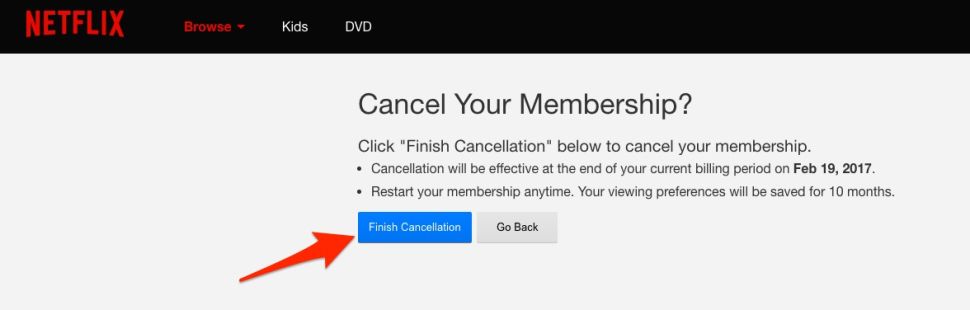 NETFLIX Browse Kids DVD
Cancel Your Membership?
Click "Finish Cancellation" below to cancel your membership.
• Cancellation will be effective at the end of your current billing period on Feb 19, 2017.
• Restart your membership anytime. Your viewing preferences will be saved for 10 months.
Finish Cancellation Go Back